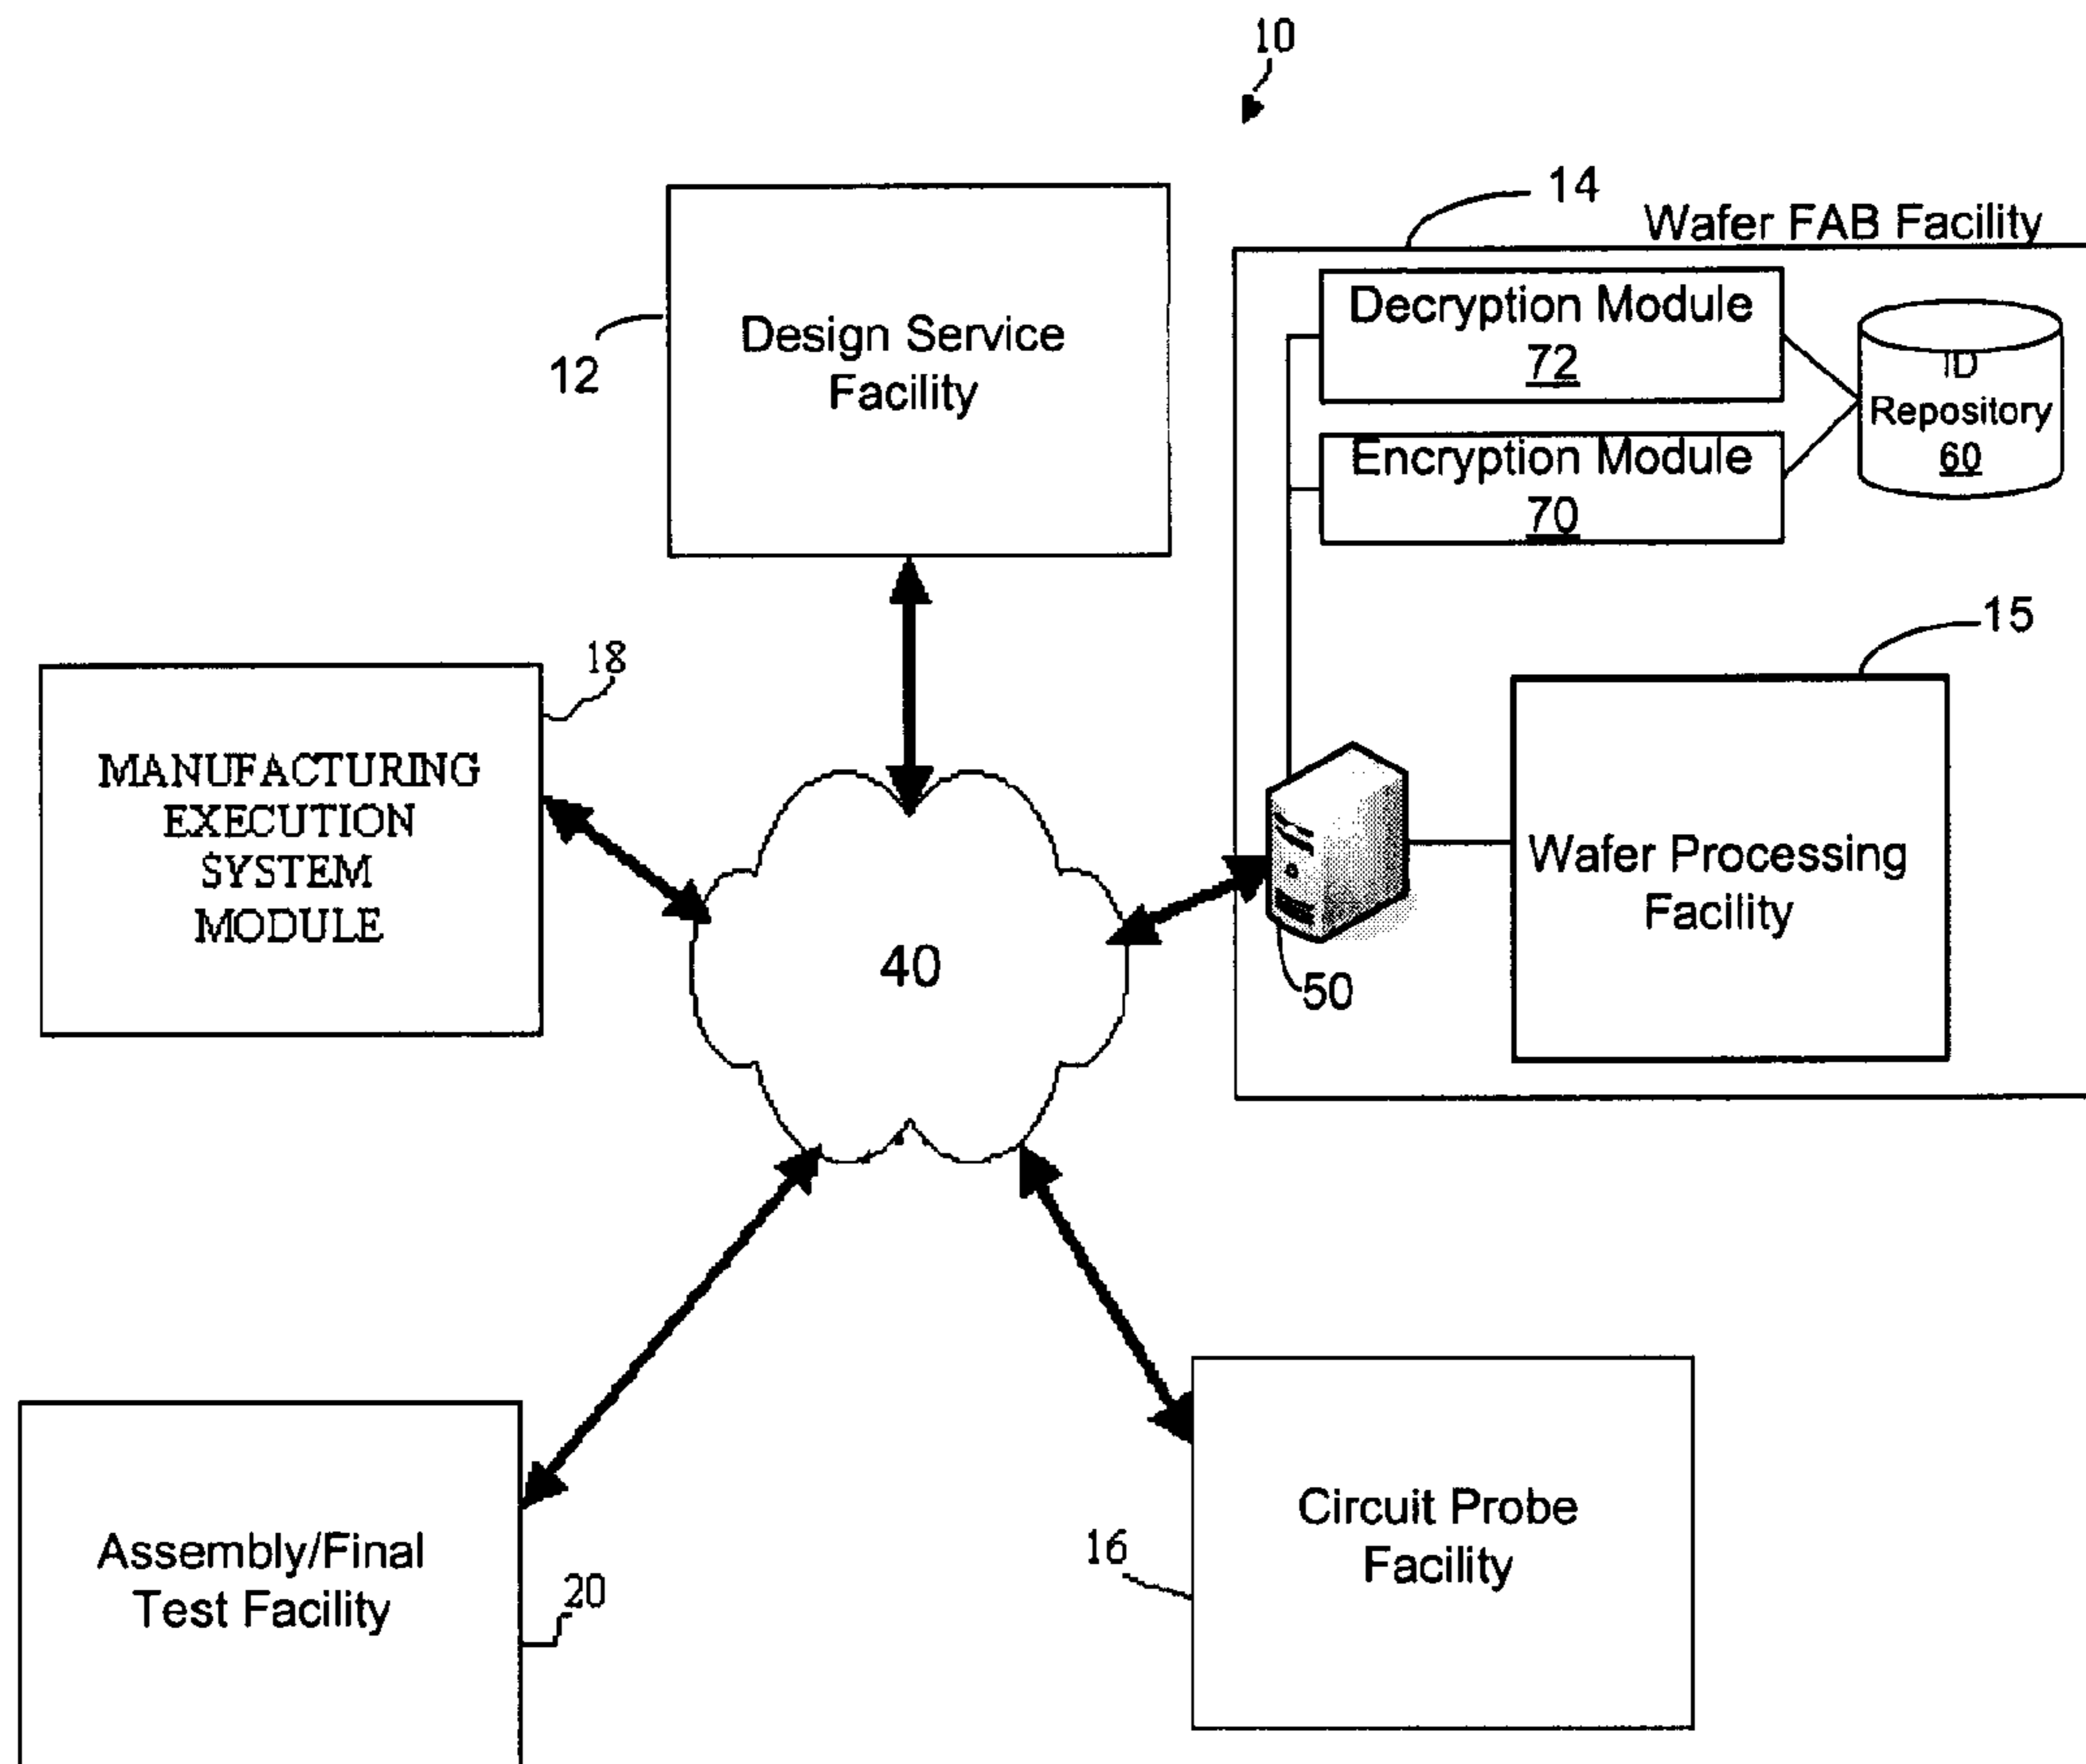 10
14
Wafer FAB Facility
Decryption Module
72
ID
Repository
60
Encryption Module
70
12
Design Service
Facility
15
18
MANUFACTURING
EXECUTION
SYSTEM
MODULE
40
50
Wafer Processing
Facility
Assembly/Final
Test Facility
20
16
Circuit Probe
Facility